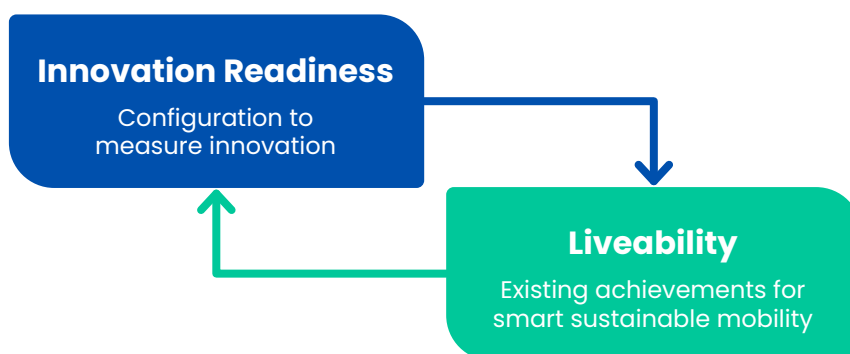 Innovation Readiness
Configuration to
measure innovation
Liveability
Existing achievements for
smart sustainable mobility